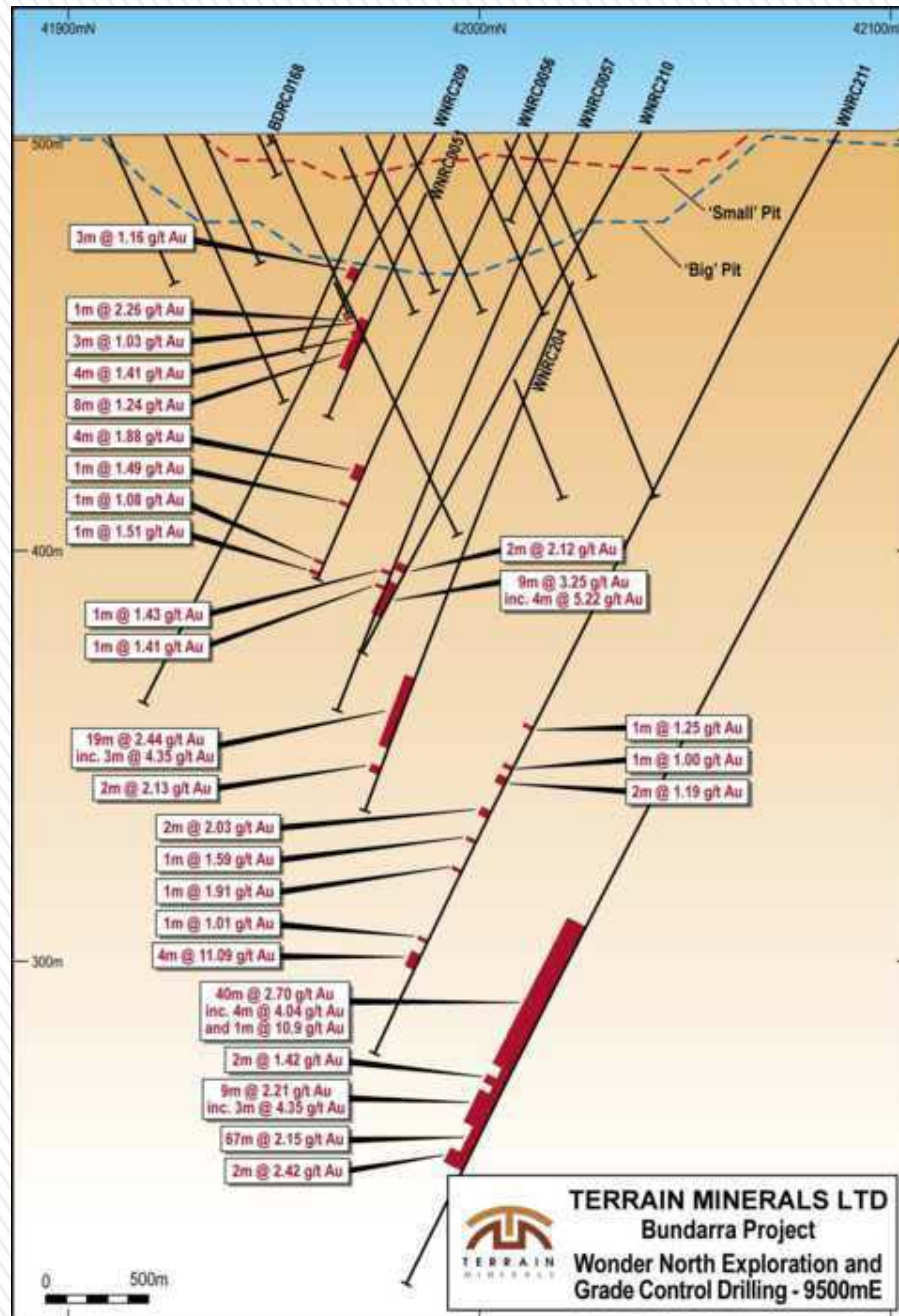 41900mN
42000mN
42100mN
BDRC0168
WNRC209
WNRC0051
WNRC0056
WNRC0057
WNRC210
WNRC211
500m
'Small' Pit
'Big' Pit
3m @ 1.16 g/t Au
1m @ 2.26 g/t Au
3m @ 1.03 g/t Au
4m @ 1.41 g/t Au
8m @ 1.24 g/t Au
WNRC204
4m @ 1.88 g/t Au
1m @ 1.49 g/t Au
1m @ 1.08 g/t Au
1m @ 1.51 g/t Au
400m
2m @ 2.12 g/t Au
9m @ 3.25 g/t Au
inc. 4m @ 5.22 g/t Au
1m @ 1.43 g/t Au
1m @ 1.41 g/t Au
19m @ 2.44 g/t Au
inc. 3m @ 4.35 g/t Au
2m @ 2.13 g/t Au
1m @ 1.25 g/t Au
1m @ 1.00 g/t Au
2m @ 1.19 g/t Au
2m @ 2.03 g/t Au
1m @ 1.59 g/t Au
1m @ 1.91 g/t Au
1m @ 1.01 g/t Au
4m @ 11.09 g/t Au
300m
40m @ 2.70 g/t Au
inc. 4m @ 4.04 g/t Au
and 1m @ 10.9 g/t Au
2m @ 1.42 g/t Au
9m @ 2.21 g/t Au
inc. 3m @ 4.35 g/t Au
67m @ 2.15 g/t Au
2m @ 2.42 g/t Au
0 500m
TERRAIN
MINERALS
TERRAIN MINERALS LTD
Bundarra Project
Wonder North Exploration and
Grade Control Drilling - 9500mE